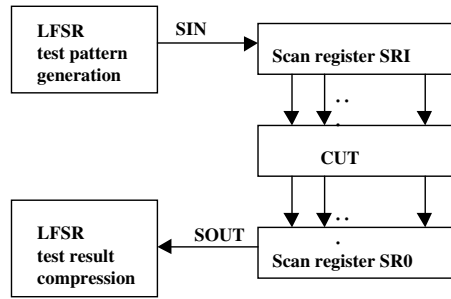 LFSR
test pattern
generation
SIN
Scan register SRI
. .
.
CUT
LFSR
test result
compression
SOUT
. .
.
Scan register SR0